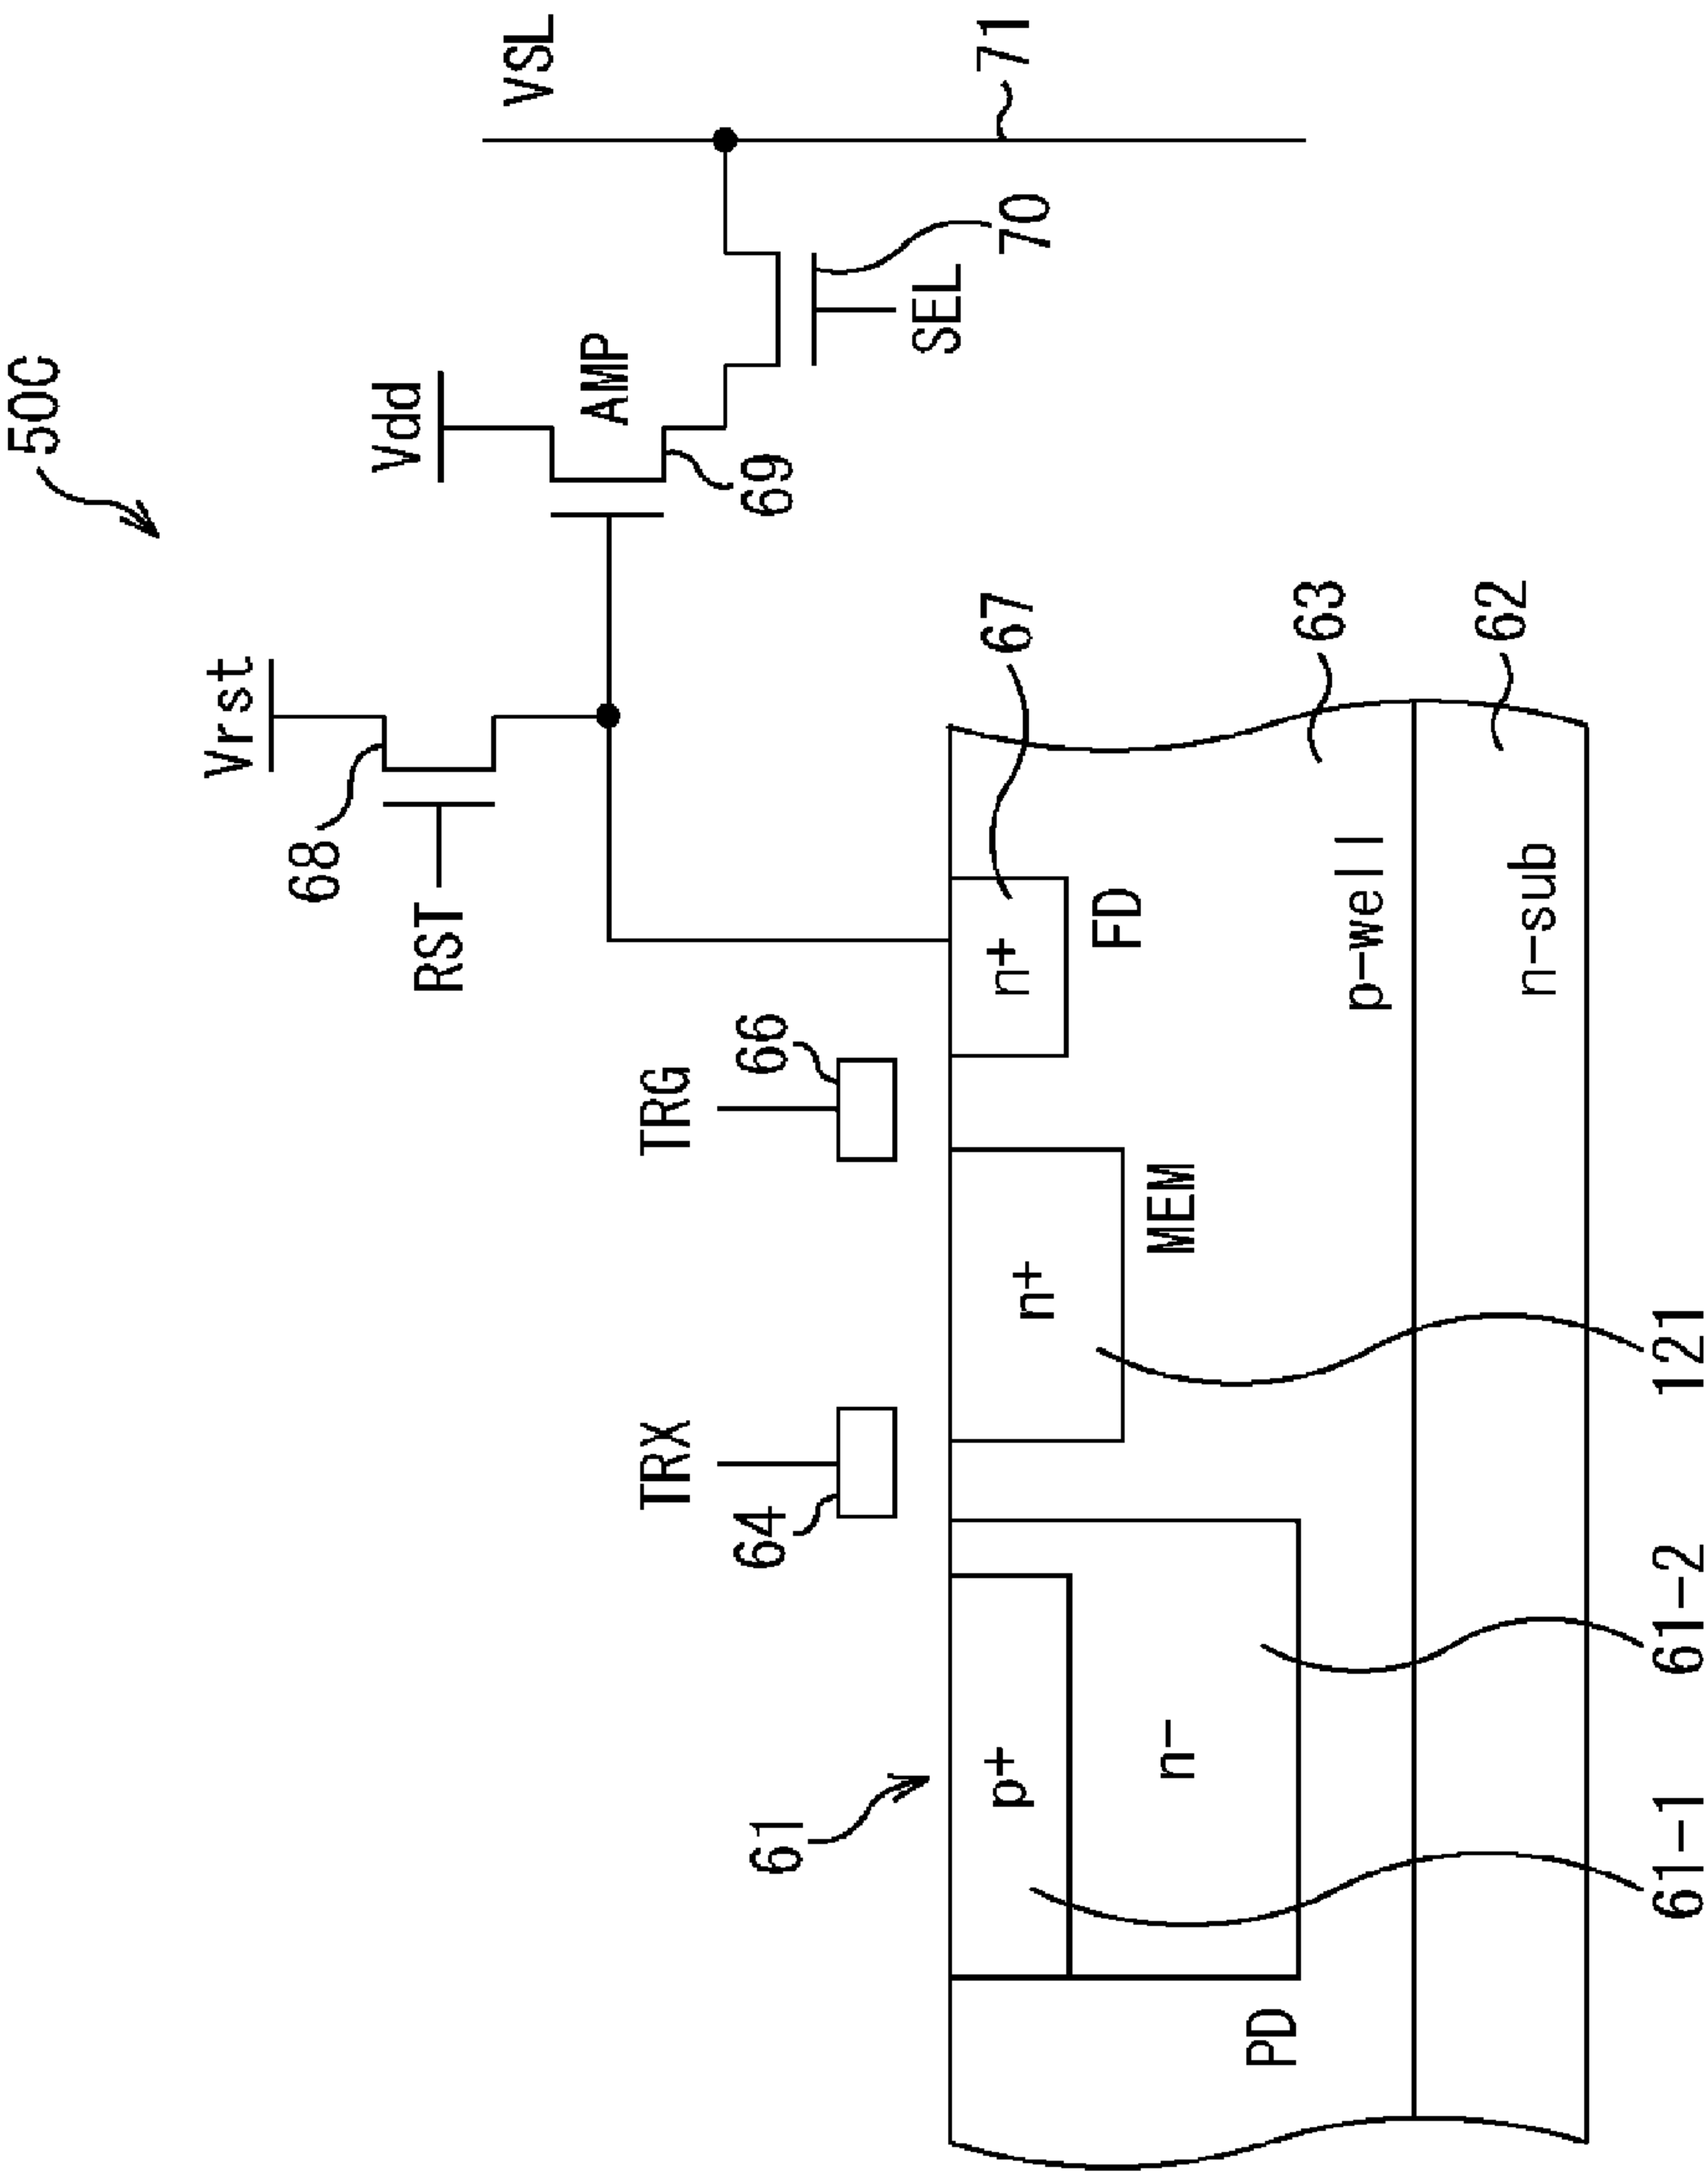 50C
Vrst
Vdd
VSL
68
RST
AMP
69
SEL
70
71
TRX
TRG
64
66
61
67
p+
n+
n+
n-
FD
MEM
PD
p-well
63
n-sub
62
61-1
61-2
121